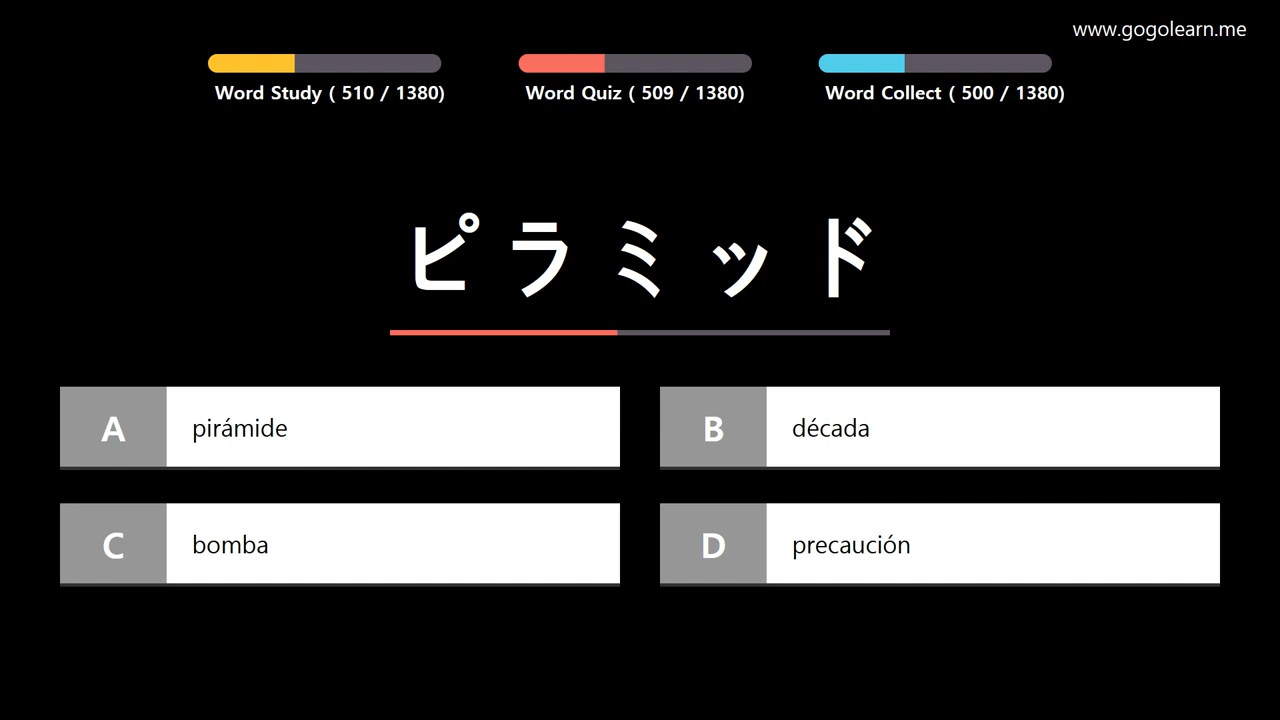 www.gogolearn.me
Word Study ( 510 / 1380)
Word Quiz ( 509 / 1380)
Word Collect ( 500 / 1380)
ピラミッド
A pirámide
B década
C bomba
D precaución